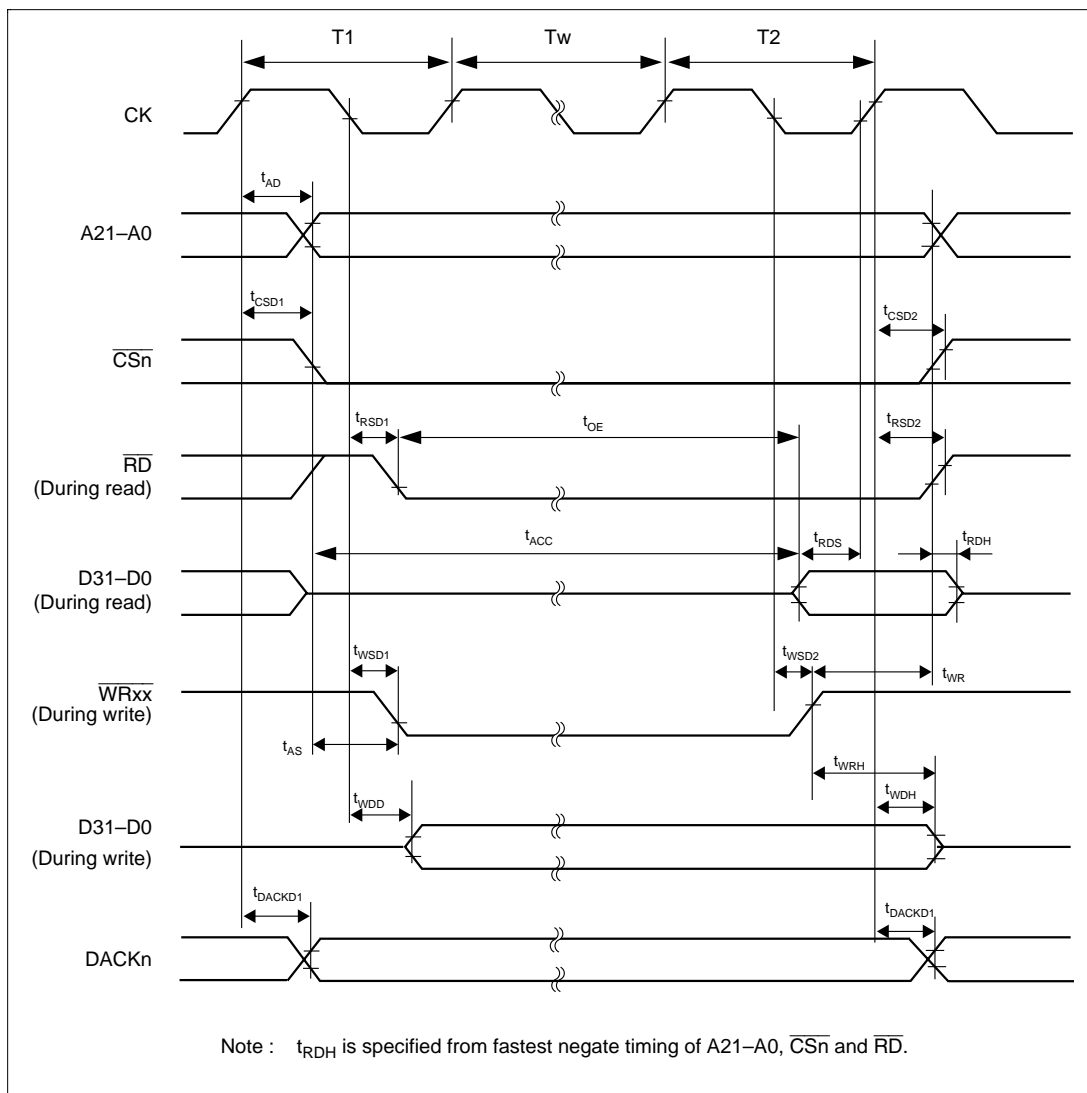 T1 Tw T2
CK
tAD
A21–A0
tCSD1 tCSD2
CSn
tRSD1 tOE tRSD2
RD
(During read)
tACC tRDS tRDH
D31–D0
(During read)
tWSD1 tWSD2 tWR
WRxx
(During write)
tAS
tWRH
tWDD tWDH
D31–D0
(During write)
tDACKD1 tDACKD1
DACKn
Note : tRDH is specified from fastest negate timing of A21–A0, CSn and RD.